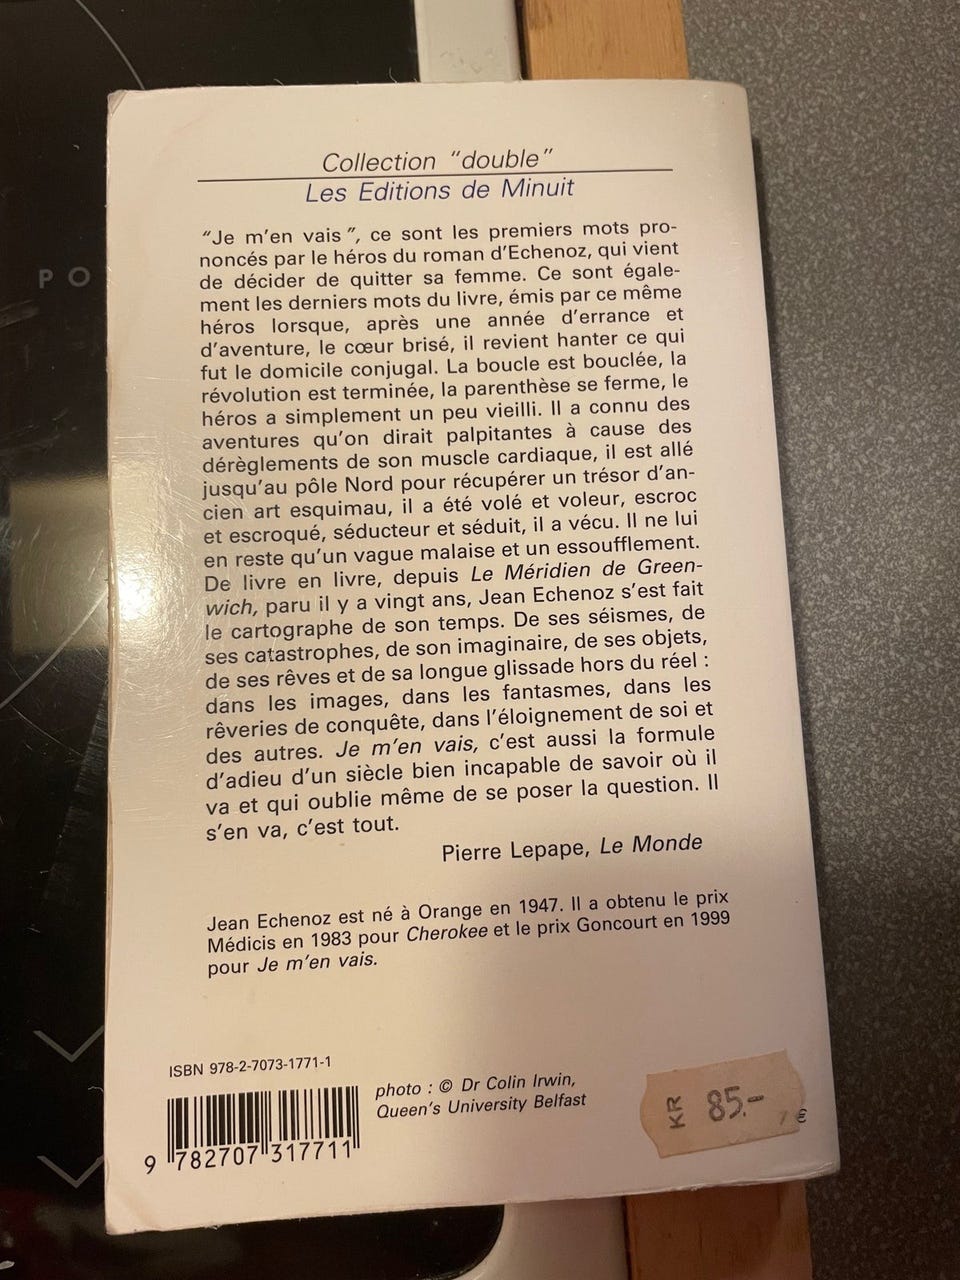 Collection "double"
Les Editions de Minuit
"Je m'en vais", ce sont les premiers mots pro-
noncés par le héros du roman d'Echenoz, qui vient
de décider de quitter sa femme. Ce sont égale-
ment les derniers mots du livre, émis par ce même
héros lorsque, après une année d'errance et
d'aventure, le cœur brisé, il revient hanter ce qui
fut le domicile conjugal. La boucle est bouclée, la
révolution est terminée, la parenthèse se ferme, le
héros a simplement un peu vieilli. Il a connu des
aventures qu'on dirait palpitantes à cause des
dérèglements de son muscle cardiaque, il est allé
jusqu'au pôle Nord pour récupérer un trésor d'an-
cien art esquimau, il a été volé et voleur, escroc
et escroqué, séducteur et séduit, il a vécu. Il ne lui
en reste qu'un vague malaise et un essoufflement.
De livre en livre, depuis Le Méridien de Green-
wich, paru il y a vingt ans, Jean Echenoz s'est fait
le cartographe de son temps. De ses séismes, de
ses catastrophes, de son imaginaire, de ses objets,
de ses rêves et de sa longue glissade hors du réel :
dans les images, dans les fantasmes, dans les
rêveries de conquête, dans l'éloignement de soi et
des autres. Je m'en vais, c'est aussi la formule
d'adieu d'un siècle bien incapable de savoir où il
va et qui oublie même de se poser la question. Il
s'en va, c'est tout.
Pierre Lepape, Le Monde
Jean Echenoz est né à Orange en 1947. Il a obtenu le prix
Médicis en 1983 pour Cherokee et le prix Goncourt en 1999
pour Je m'en vais.
ISBN 978-2-7073-1771-1
photo : © Dr Colin Irwin,
Queen's University Belfast
KR 85.-
€
9 782707 317711
PO